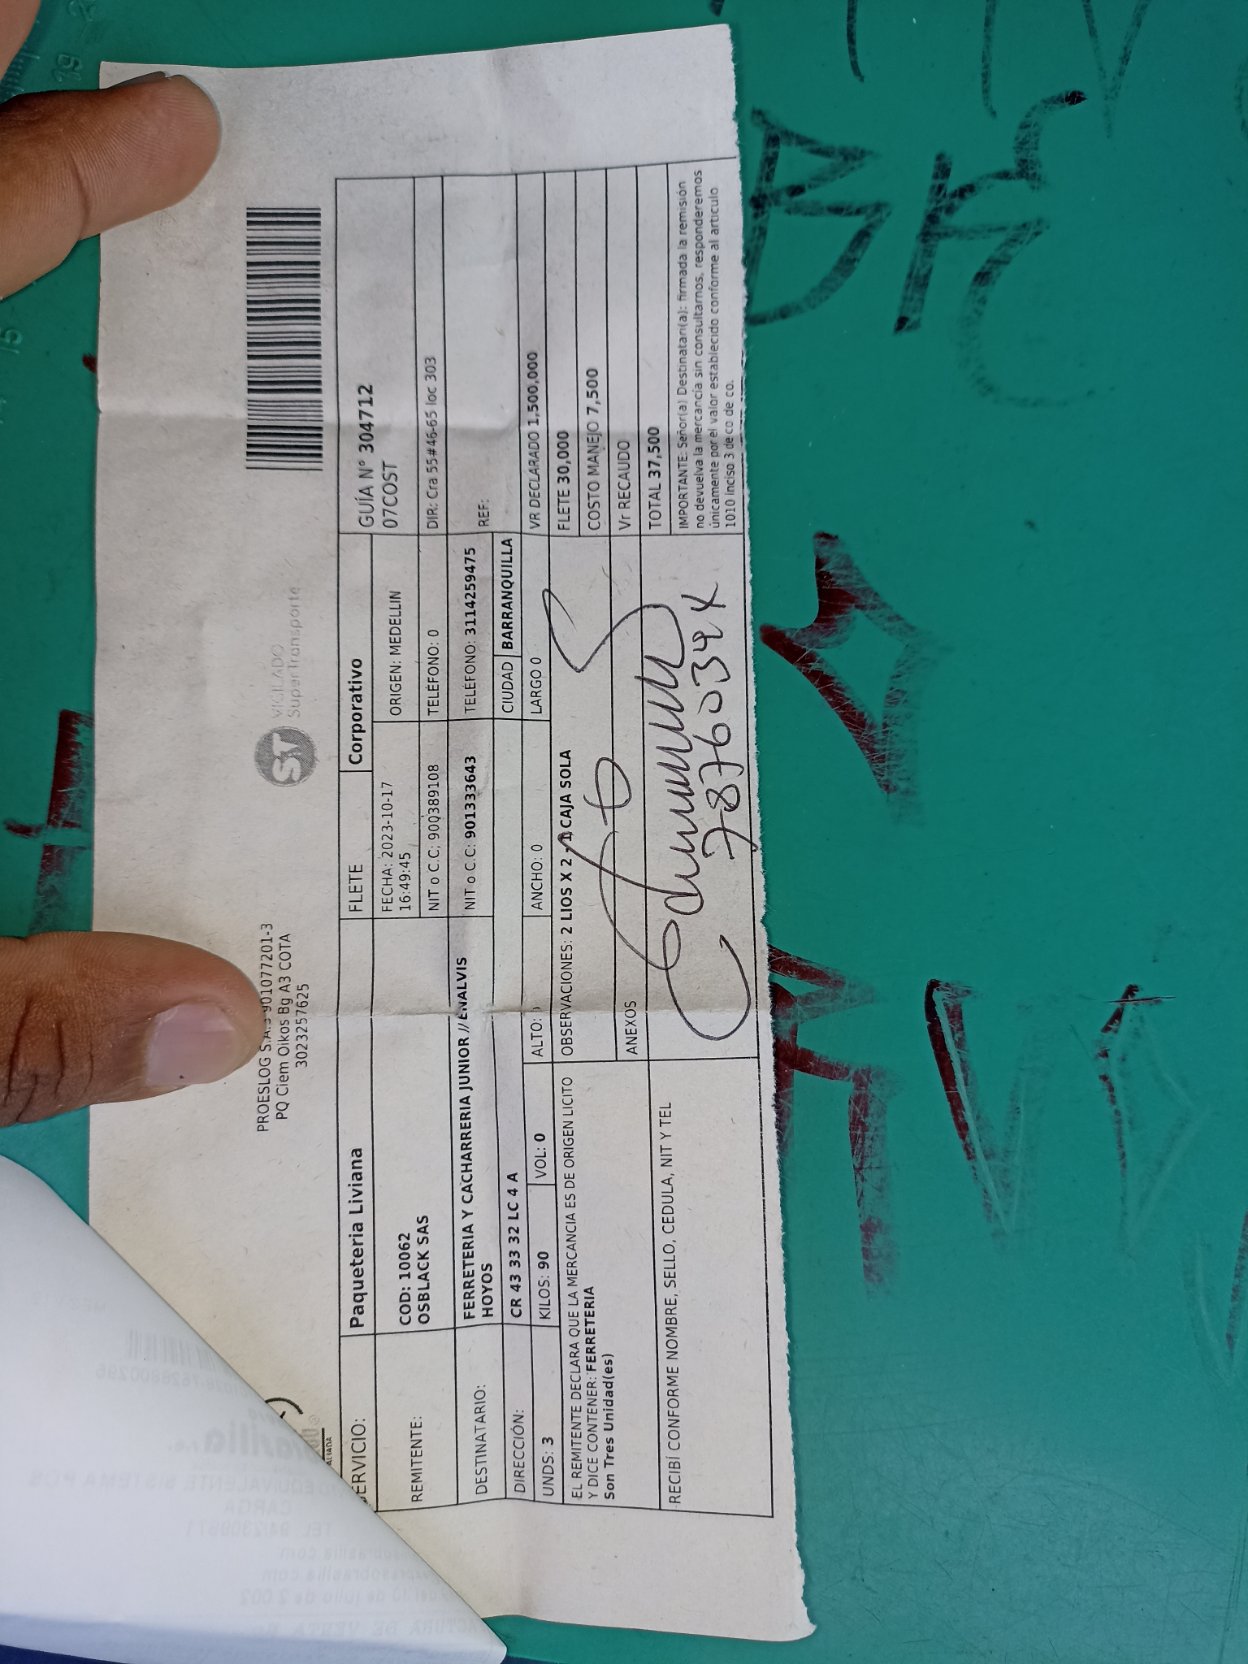 PROESLOG S.A.S 901077201-3
PQ Ciem Oikos Bg A3 COTA
3023257625
VIGILADO
SuperTransporte
SERVICIO: Paqueteria Liviana FLETE Corporativo
GUÍA N° 304712
07COST
REMITENTE: COD: 10062
OSBLACK SAS
FECHA: 2023-10-17
16:49:45
ORIGEN: MEDELLIN
NIT o C.C: 900389108 TELEFONO: 0 DIR: Cra 55#46-65 loc 303
DESTINATARIO: FERRETERIA Y CACHARRERIA JUNIOR // ENALVIS
HOYOS
NIT o C.C: 901333643 TELEFONO: 3114259475 REF:
DIRECCIÓN: CR 43 33 32 LC 4 A CIUDAD BARRANQUILLA
UNDS: 3 KILOS: 90 VOL: 0 ALTO: ANCHO: 0 LARGO 0 VR DECLARADO 1,500,000
EL REMITENTE DECLARA QUE LA MERCANCIA ES DE ORIGEN LICITO
Y DICE CONTENER: FERRETERIA
Son Tres Unidad(es)
OBSERVACIONES: 2 LIOS X 2 - 1 CAJA SOLA
FLETE 30,000
COSTO MANEJO 7,500
ANEXOS
Vr RECAUDO
TOTAL 37,500
RECIBÍ CONFORME NOMBRE, SELLO, CEDULA, NIT Y TEL
IMPORTANTE: Señor(a) Destinatari(a): firmada la remisión
no devuelva la mercancía sin consultarnos, responderemos
únicamente por el valor establecido conforme al artículo
1010 Inciso 3 de co de co.